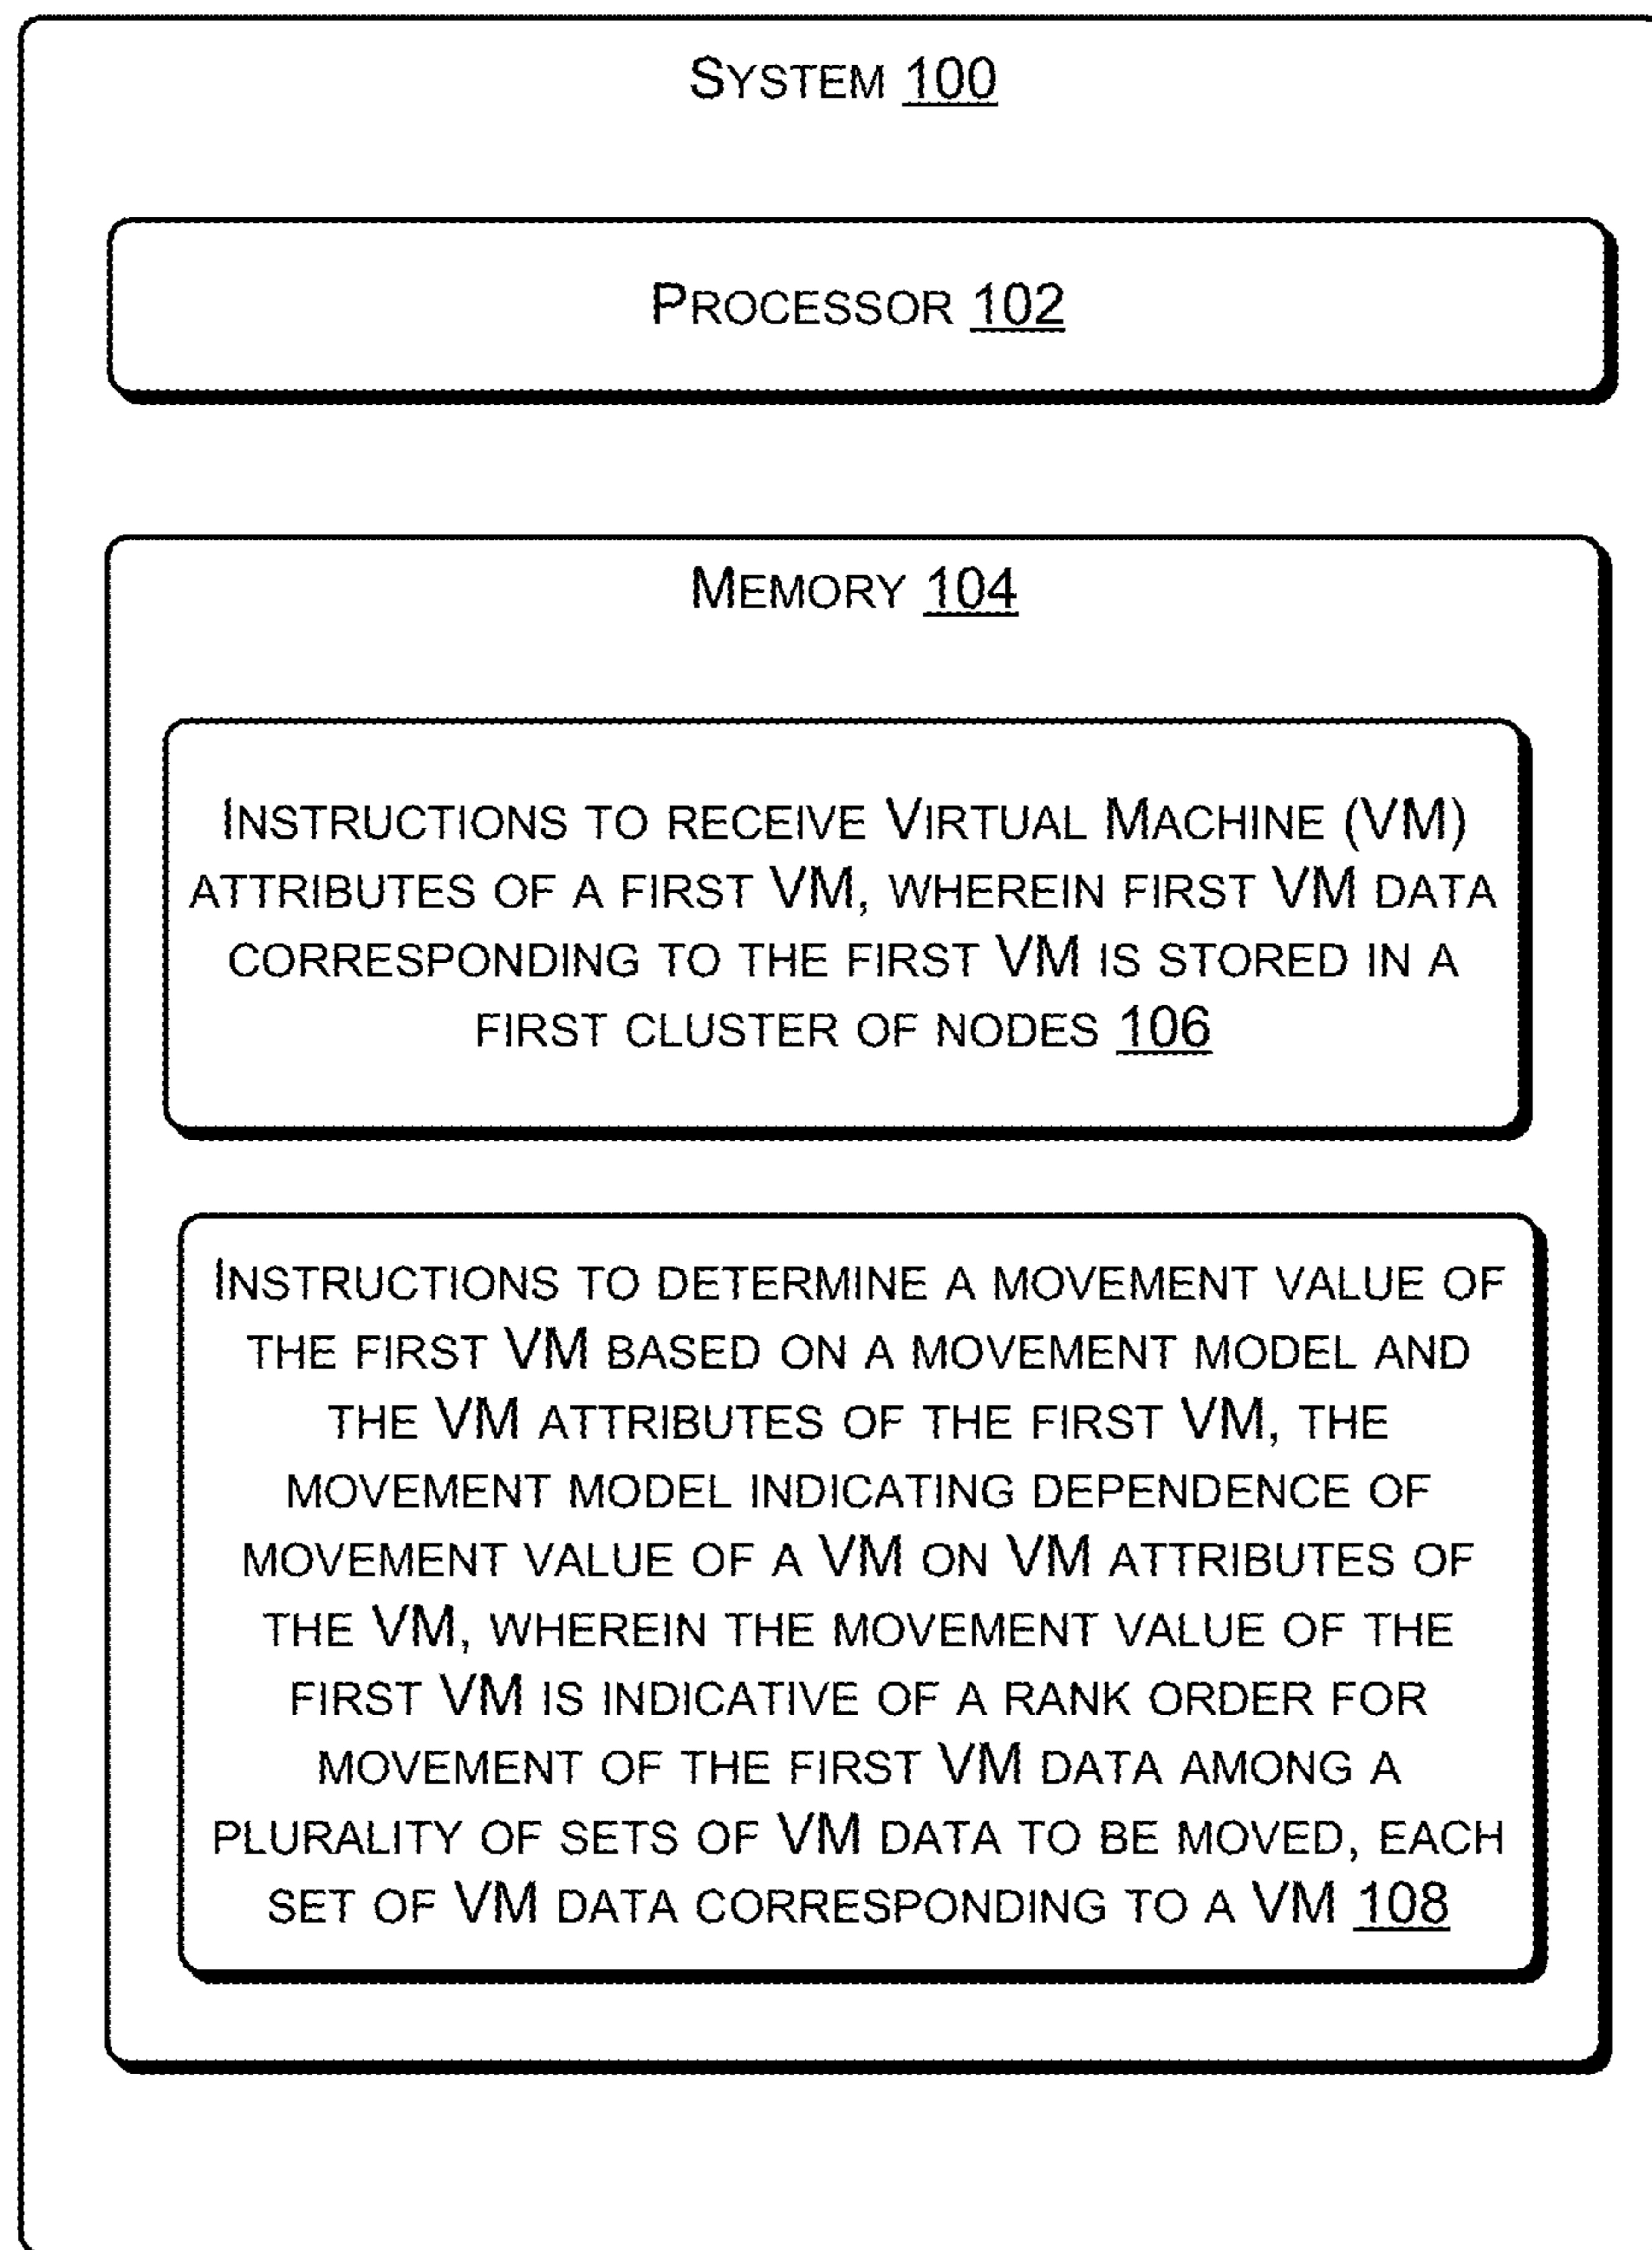 SYSTEM 100
PROCESSOR 102
MEMORY 104
INSTRUCTIONS TO RECEIVE VIRTUAL MACHINE (VM)
ATTRIBUTES OF A FIRST VM, WHEREIN FIRST VM DATA
CORRESPONDING TO THE FIRST VM IS STORED IN A
FIRST CLUSTER OF NODES 106
INSTRUCTIONS TO DETERMINE A MOVEMENT VALUE OF
THE FIRST VM BASED ON A MOVEMENT MODEL AND
THE VM ATTRIBUTES OF THE FIRST VM, THE
MOVEMENT MODEL INDICATING DEPENDENCE OF
MOVEMENT VALUE OF A VM ON VM ATTRIBUTES OF
THE VM, WHEREIN THE MOVEMENT VALUE OF THE
FIRST VM IS INDICATIVE OF A RANK ORDER FOR
MOVEMENT OF THE FIRST VM DATA AMONG A
PLURALITY OF SETS OF VM DATA TO BE MOVED, EACH
SET OF VM DATA CORRESPONDING TO A VM 108